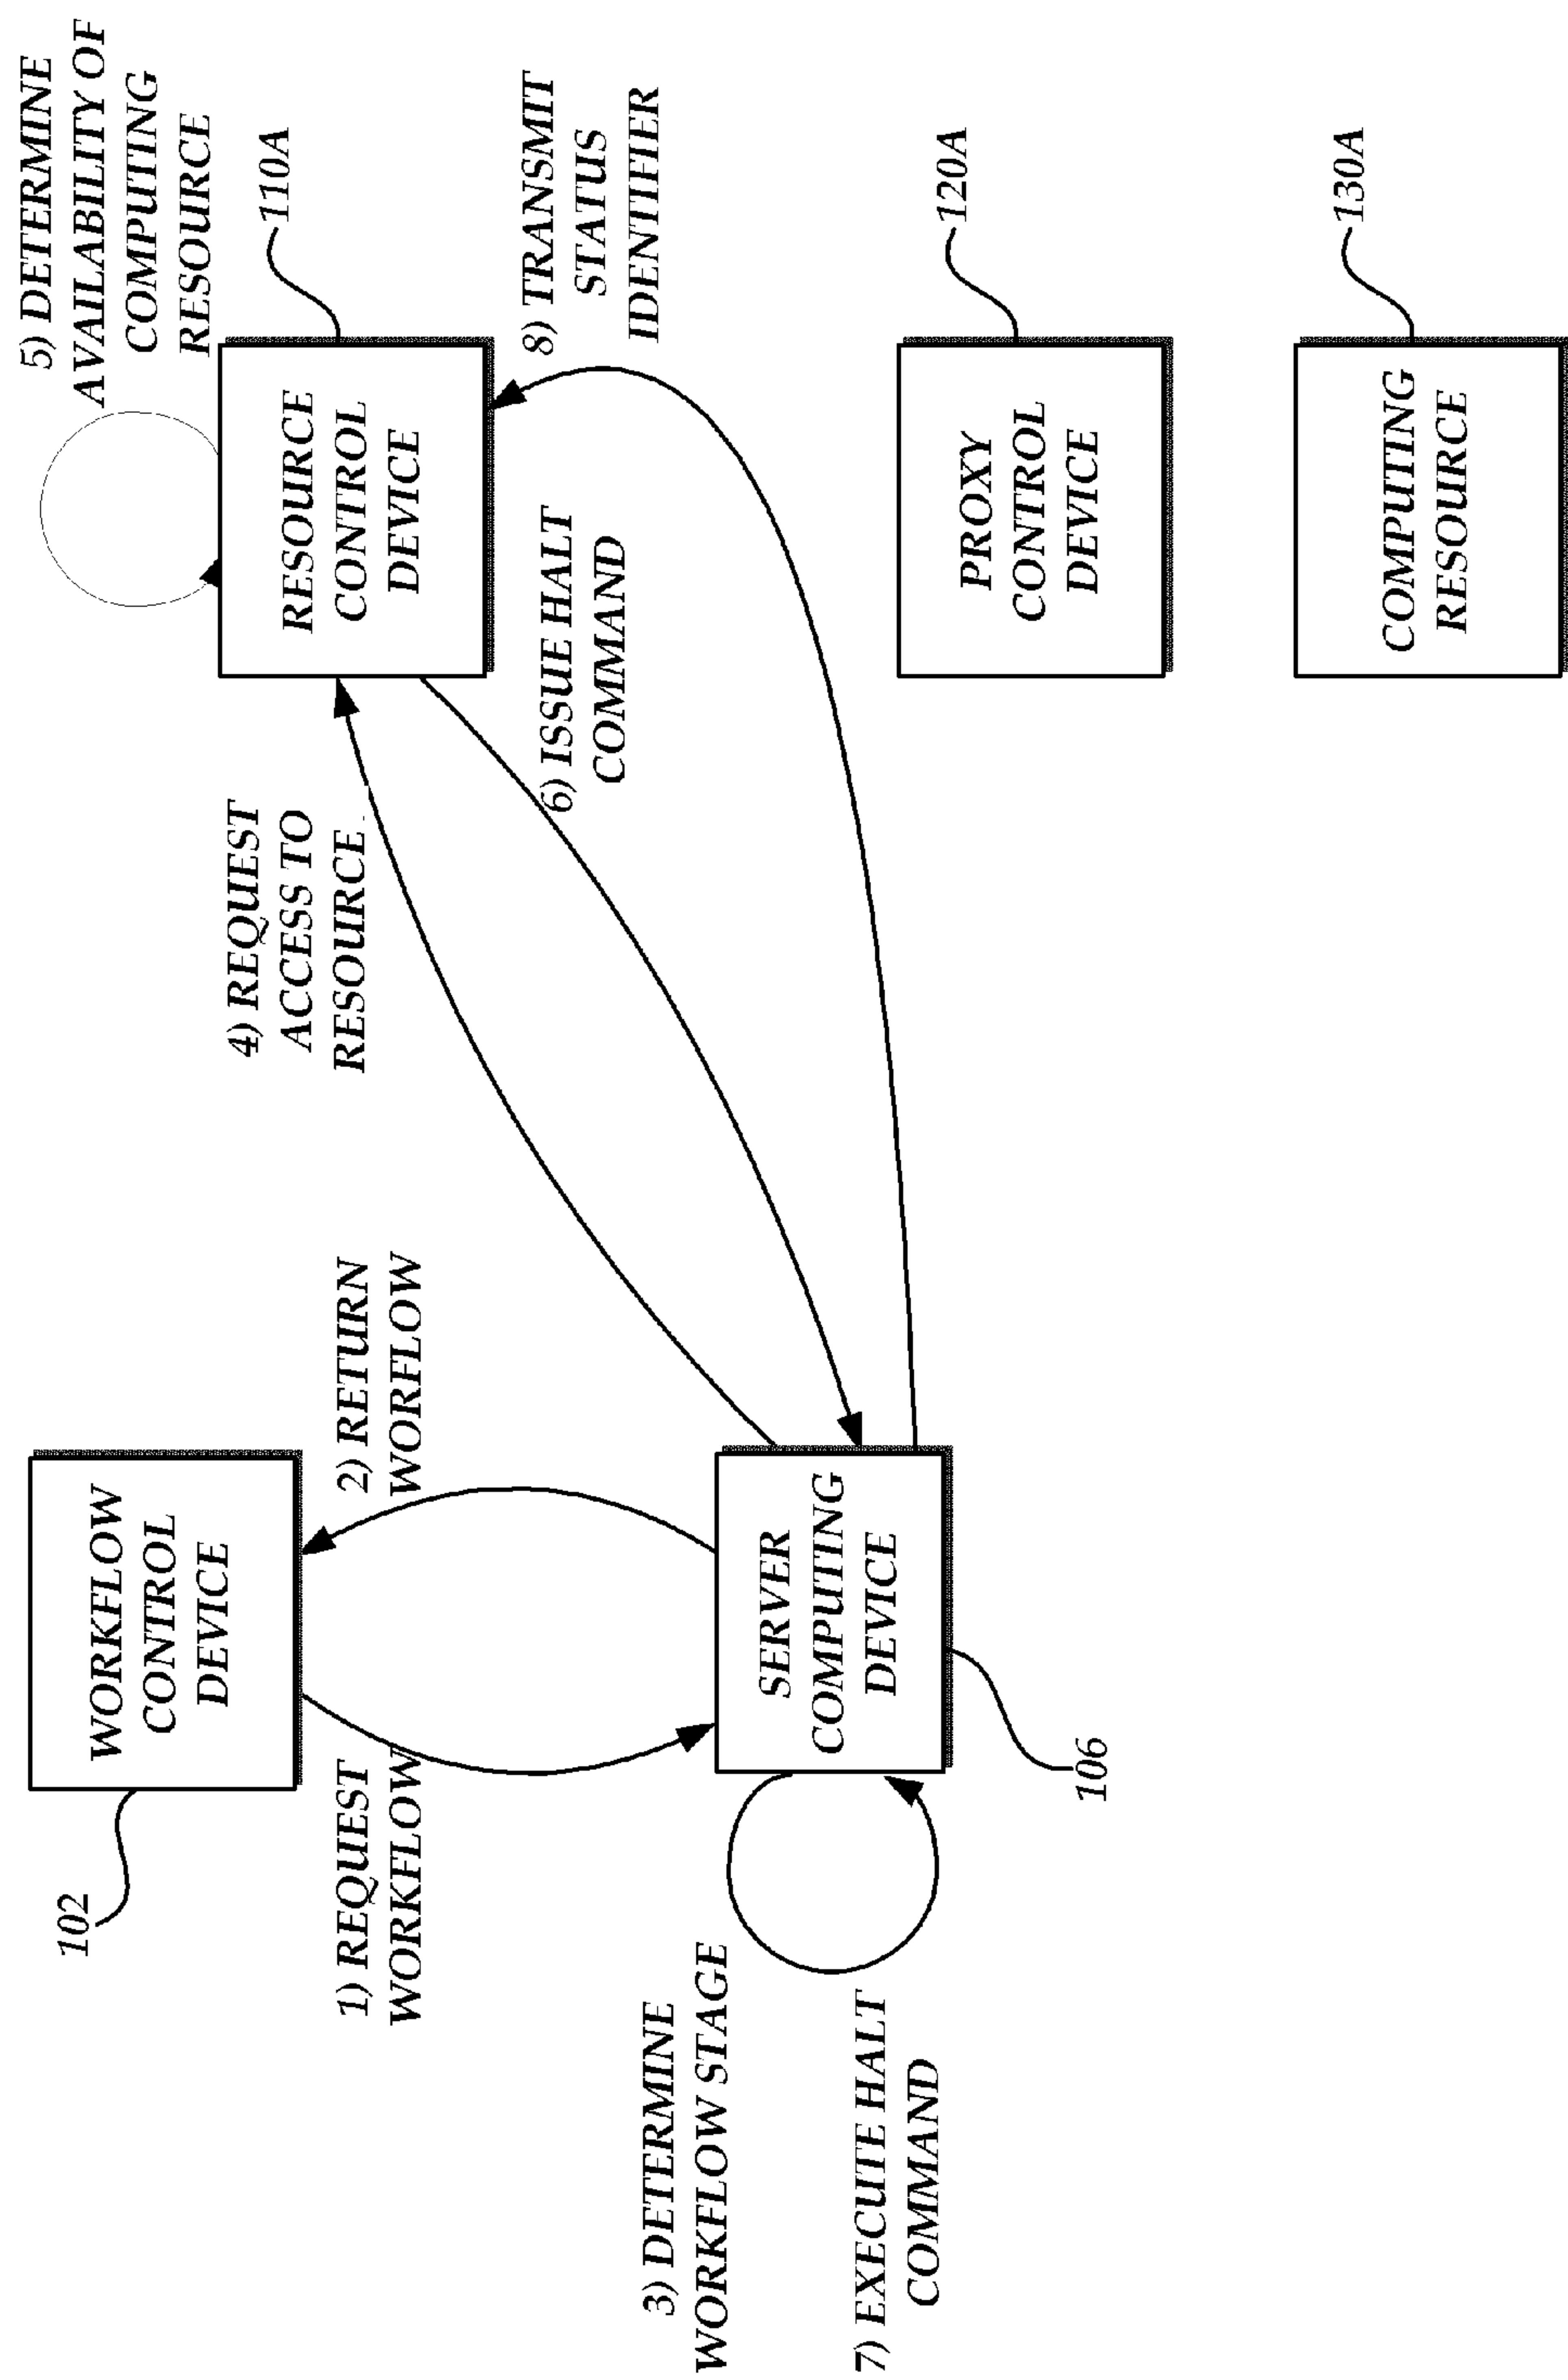 102
WORKFLOW
CONTROL
DEVICE
1) REQUEST
WORKFLOW
2) RETURN
WORFLOW
3) DETERMINE
WORKFLOW STAGE
7) EXECUTE HALT
COMMAND
SERVER
COMPUTING
DEVICE
106
4) REQUEST
ACCESS TO
RESOURCE
5) DETERMINE
AVAILABILITY OF
COMPUTING
RESOURCE
RESOURCE
CONTROL
DEVICE
110A
6) ISSUE HALT
COMMAND
8) TRANSMIT
STATUS
IDENTIFIER
PROXY
CONTROL
DEVICE
120A
COMPUTING
RESOURCE
130A